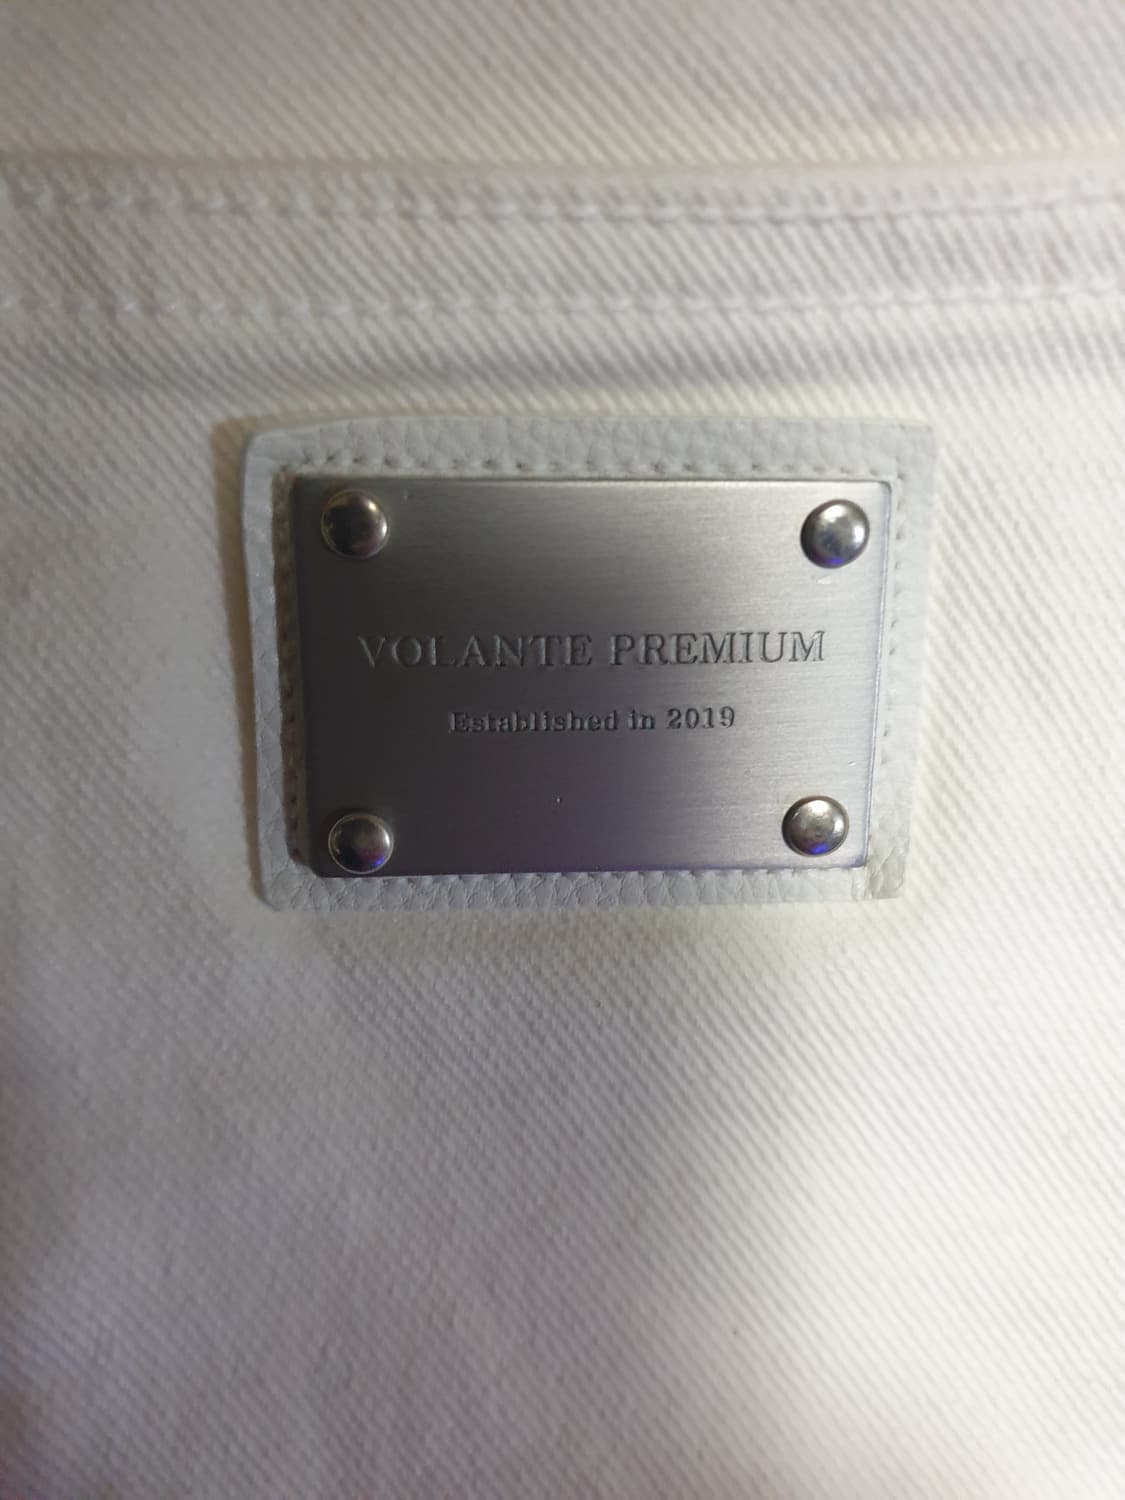 VOLANTE PREMIUM
Established in 2019